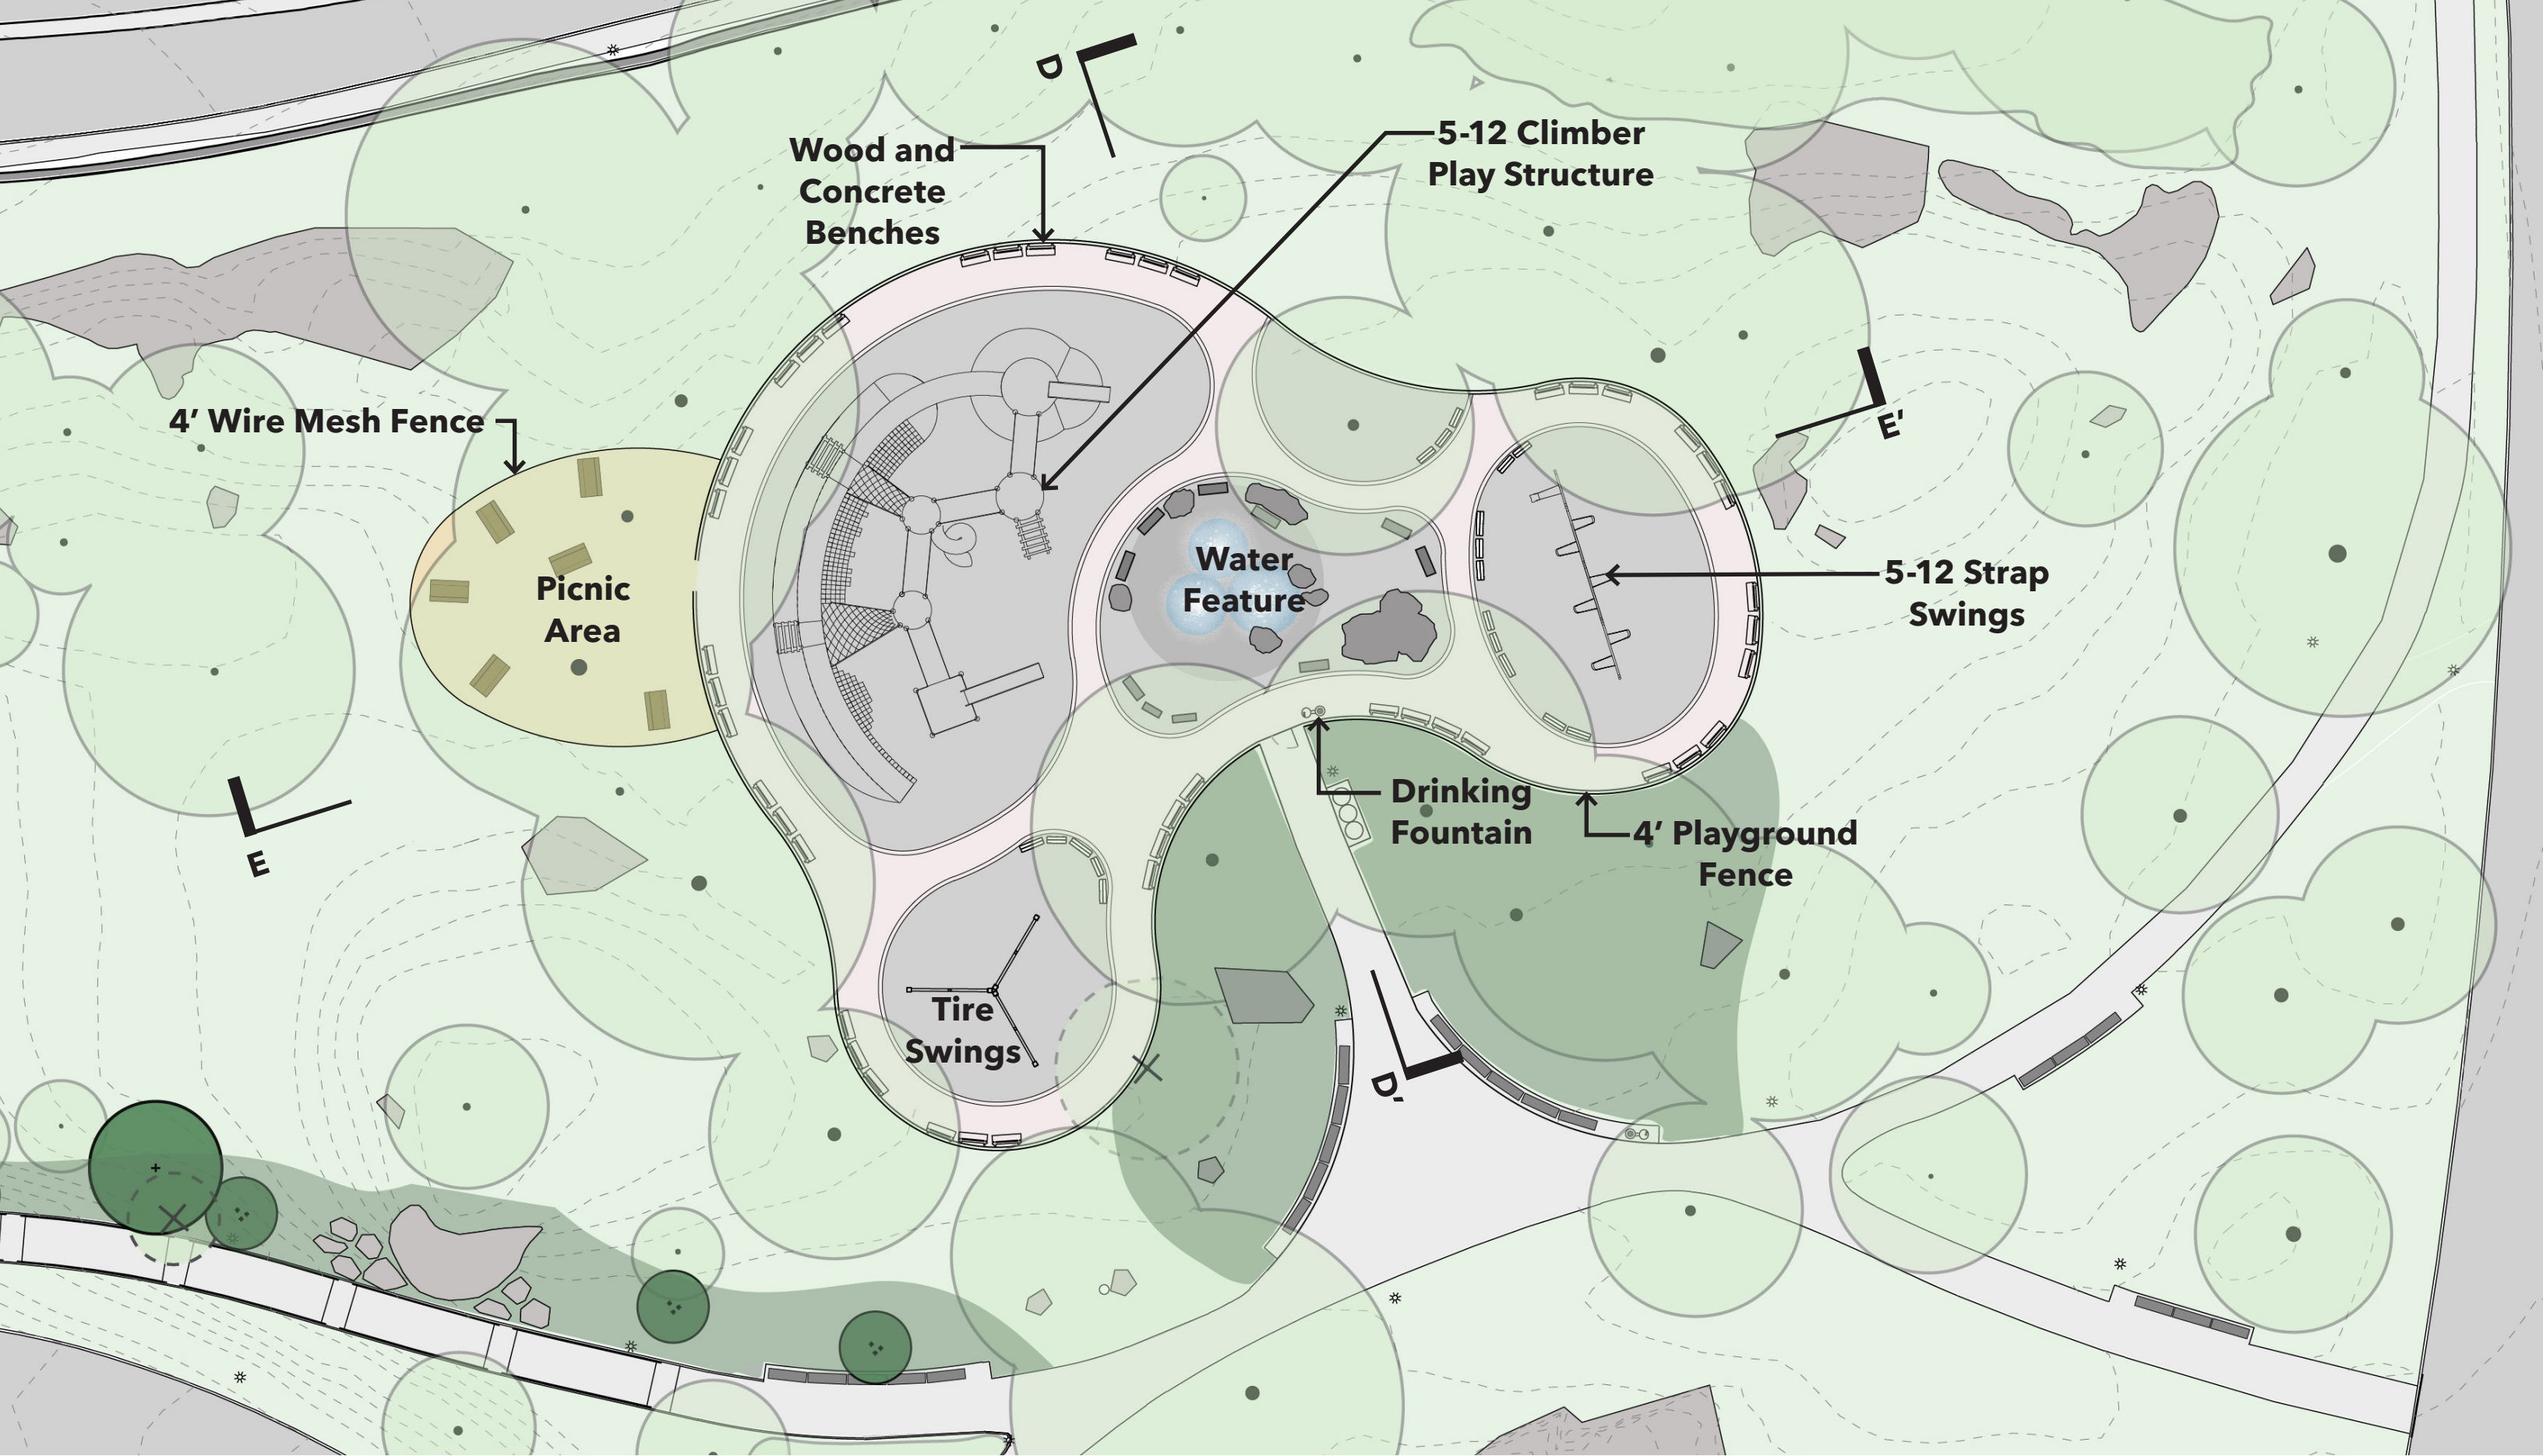 D
Wood and
Concrete
Benches
5-12 Climber
Play Structure
4’ Wire Mesh Fence
E’
Picnic
Area
Water
Feature
5-12 Strap
Swings
E
Drinking
Fountain
4’ Playground
Fence
Tire
Swings
D’